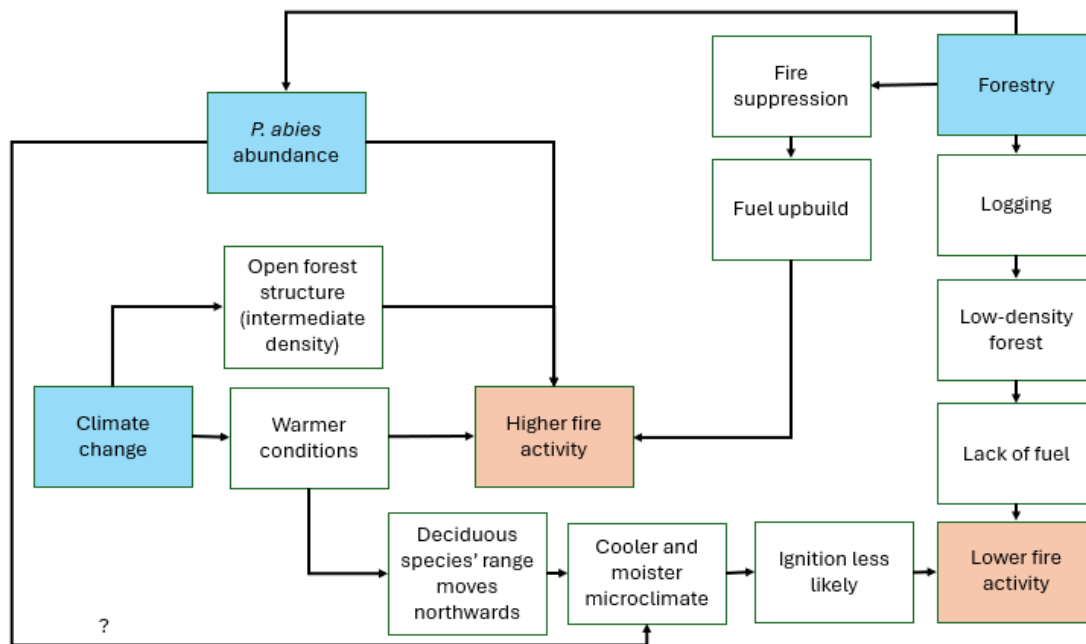 Fire
suppression
Forestry
P. abies
abundance
Fuel upbuild
Logging
Open forest
structure
(intermediate
density)
Low-density
forest
Climate
change
Warmer
conditions
Higher fire
activity
Lack of fuel
Deciduous
species’ range
moves
northwards
Cooler and
moister
microclimate
Ignition less
likely
Lower fire
activity
?